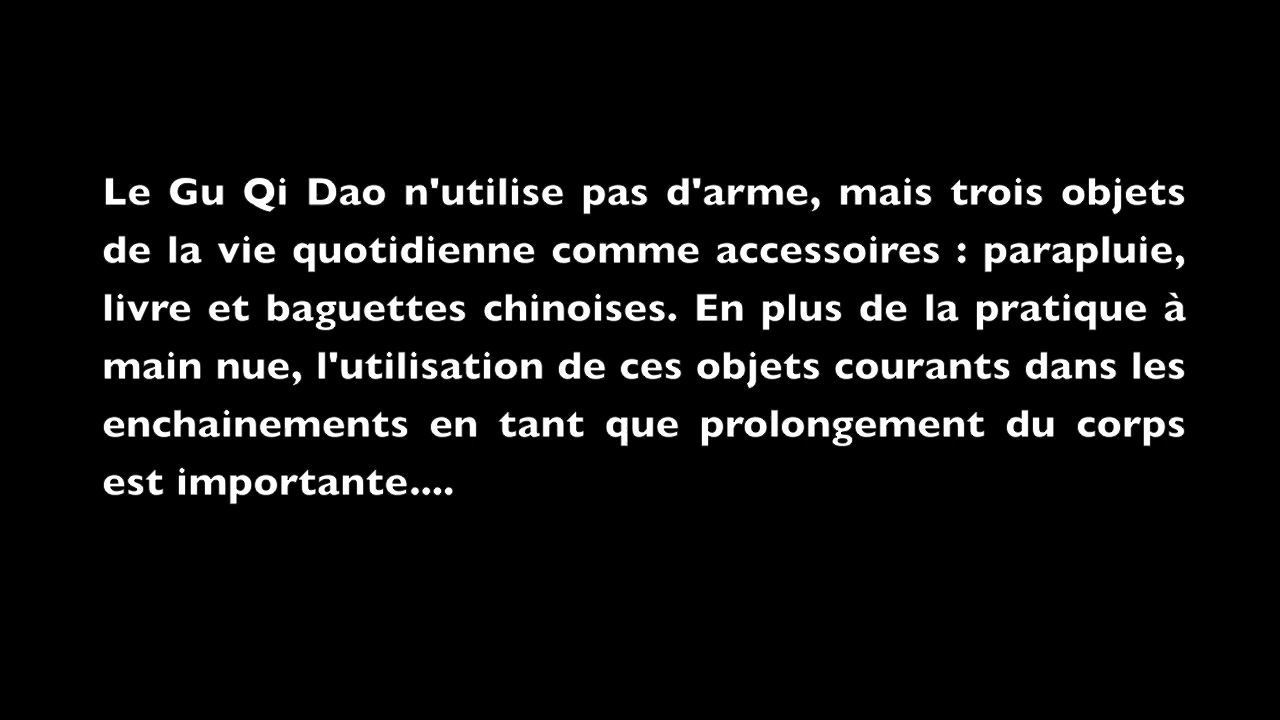 Le Gu Qi Dao n'utilise pas d'arme, mais trois objets
de la vie quotidienne comme accessoires : parapluie,
livre et baguettes chinoises. En plus de la pratique à
main nue, l'utilisation de ces objets courants dans les
enchainements en tant que prolongement du corps
est importante....